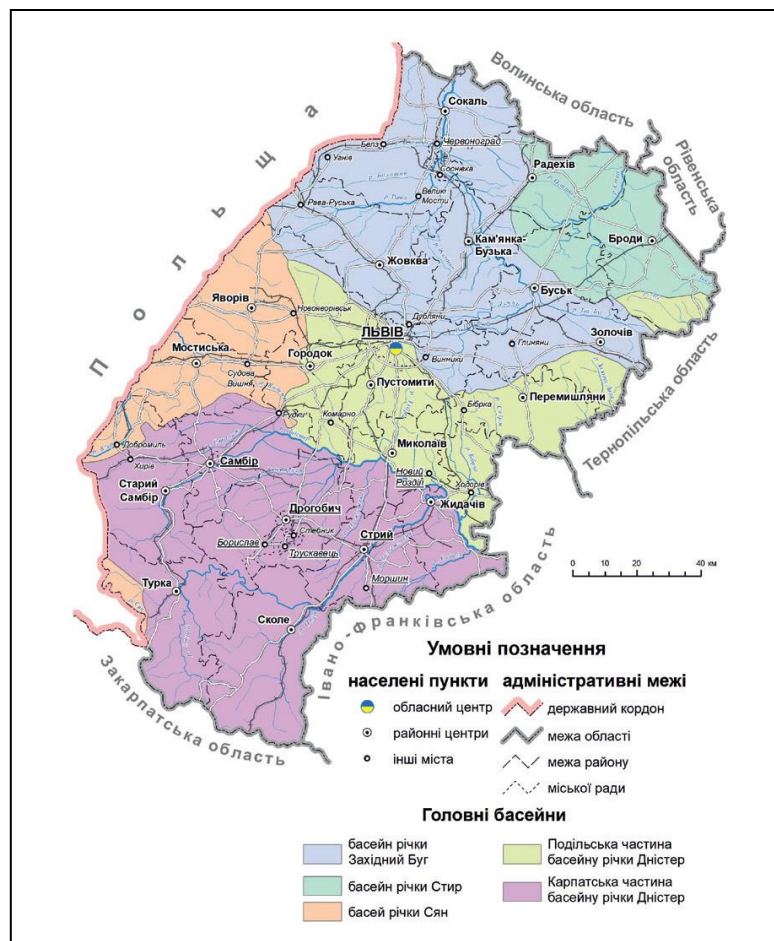 Волинська область
Рівенська
область
Польща
Сокаль
Белз
Червоноград
Угнів
Соснівка
Радехів
Великі
Мости
Рава-Руська
Кам'янка-
Бузька
Броди
Жовква
Буськ
Яворів
Новояворівськ
Дубляни
ЛЬВІВ
Золочів
Мостиська
Городок
Глиняни
Винники
Судова
Вишня
Пустомити
Перемишляни
Бібрка
Рудки
Комарно
Тернопільська область
Добромиль
Миколаїв
Хирів
Самбір
Новий
Розділ
Ходорів
Старий
Самбір
Жидачів
Дрогобич
Стебник
Стрий
Борислав
Трускавець
Моршин
Турка
Сколе
0 10 20 30 40 км
Івано-Франківська область
Закарпатська область
Умовні позначення
населені пункти
обласний центр
районні центри
інші міста
адміністративні межі
державний кордон
межа області
межа району
міської ради
Головні басейни
басейн річки
Західний Буг
басейн річки Стир
басей річки Сян
Подільська частина
басейну річки Дністер
Карпатська частина
басейну річки Дністер